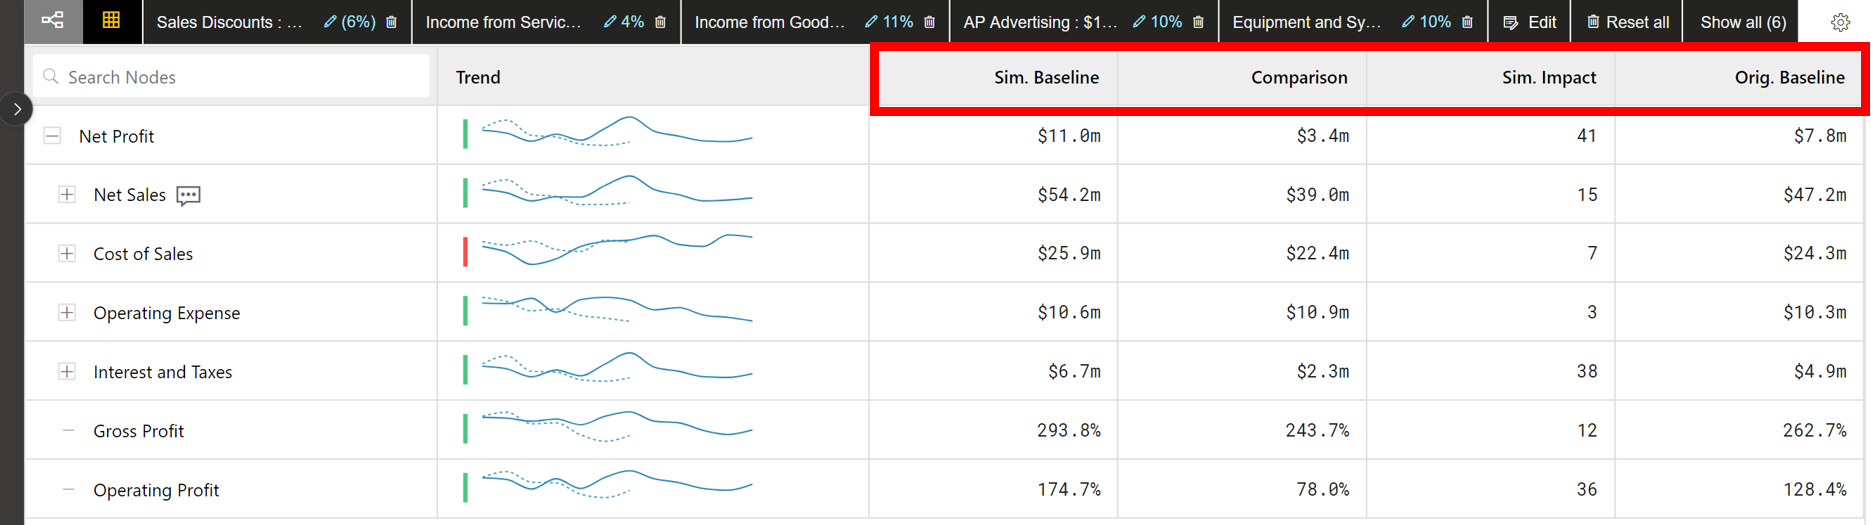 Sales Discounts : ... (6%) Income from Servic... 4% Income from Good... 11% AP Advertising : $1... 10% Equipment and Sy... 10% Edit Reset all Show all (6)
Search Nodes Trend Sim. Baseline Comparison Sim. Impact Orig. Baseline
Net Profit $11.0m $3.4m 41 $7.8m
Net Sales $54.2m $39.0m 15 $47.2m
Cost of Sales $25.9m $22.4m 7 $24.3m
Operating Expense $10.6m $10.9m 3 $10.3m
Interest and Taxes $6.7m $2.3m 38 $4.9m
Gross Profit 293.8% 243.7% 12 262.7%
Operating Profit 174.7% 78.0% 36 128.4%